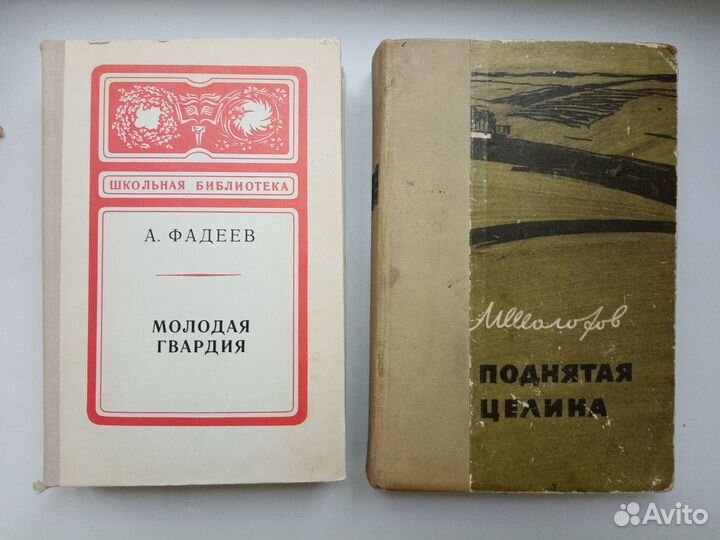 ШКОЛЬНАЯ БИБЛИОТЕКА
А. ФАДЕЕВ
МОЛОДАЯ
ГВАРДИЯ
МШолохов
ПОДНЯТАЯ
ЦЕЛИНА
Avito